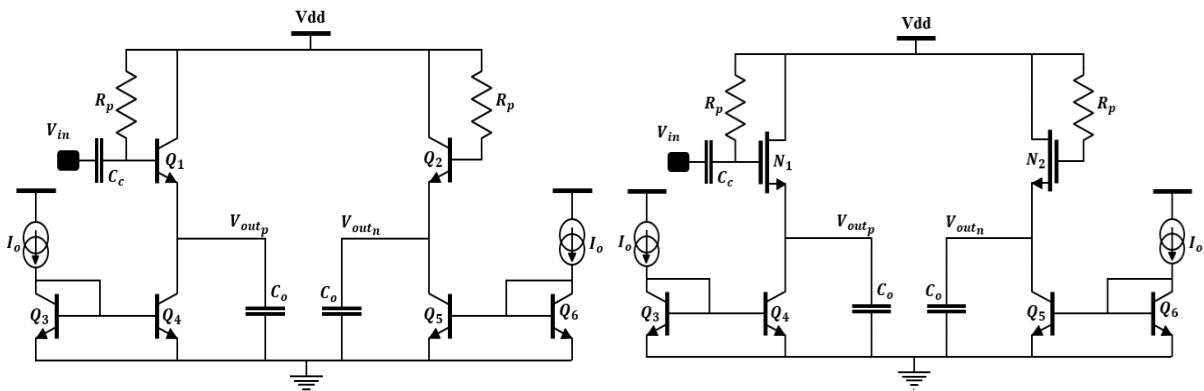 Vdd
R_p
R_p
V_in
C_c
Q_1
Q_2
I_o
V_out_p
V_out_n
I_o
C_o
C_o
Q_3
Q_4
Q_5
Q_6
Vdd
R_p
R_p
V_in
C_c
N_1
N_2
I_o
V_out_p
V_out_n
I_o
C_o
C_o
Q_3
Q_4
Q_5
Q_6